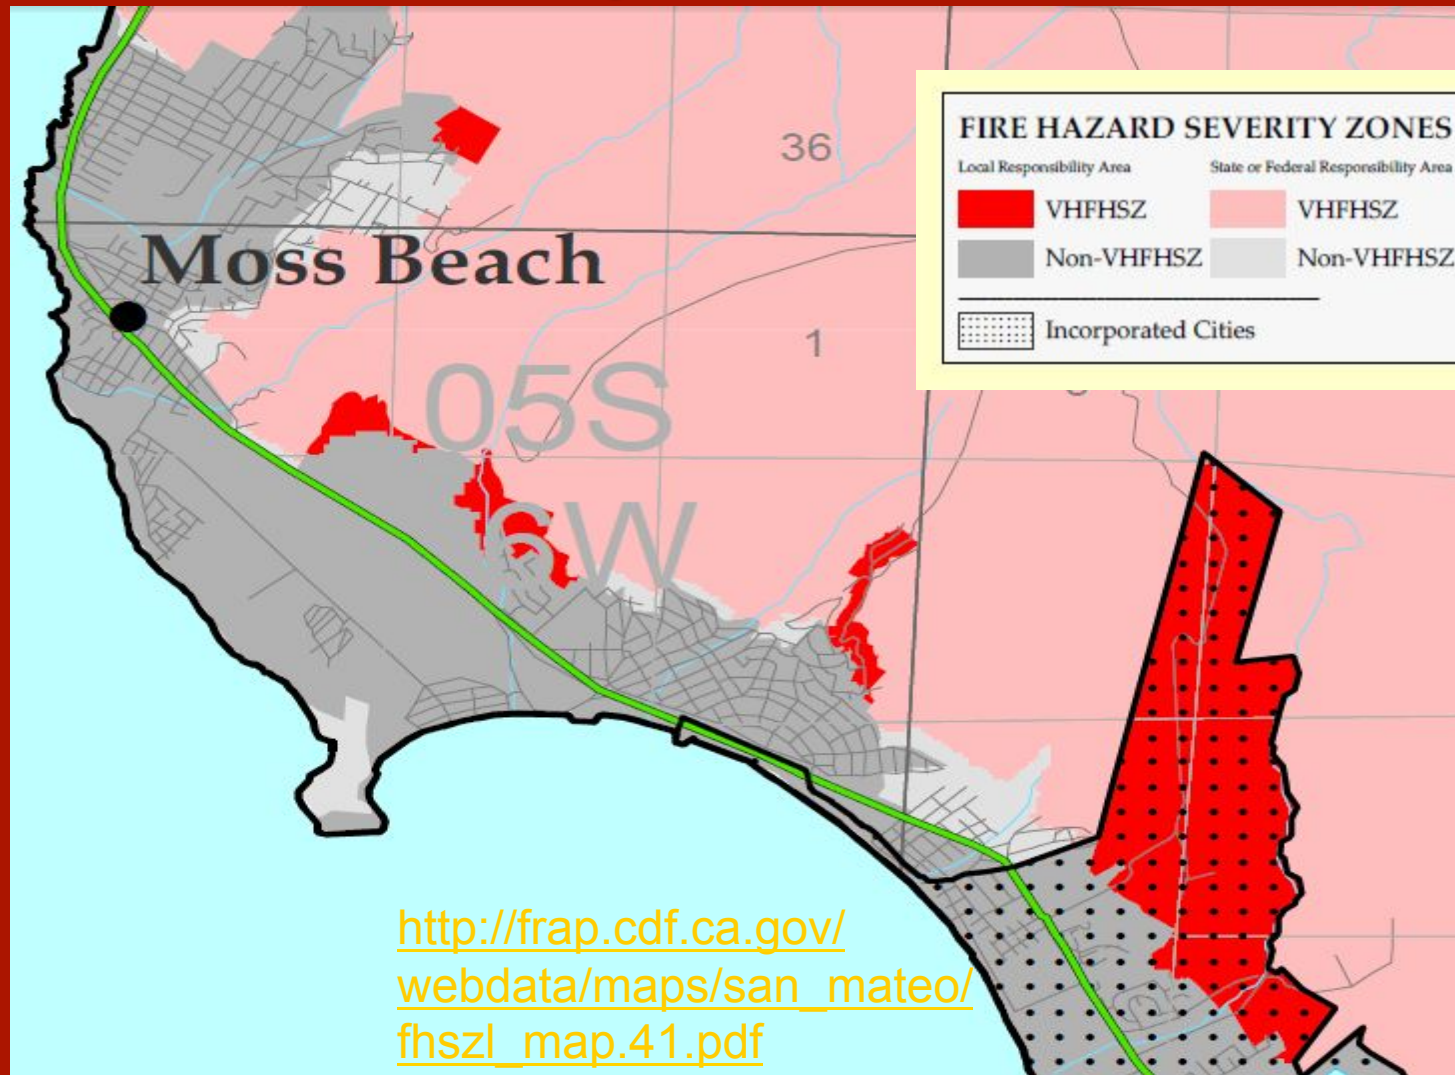 36
FIRE HAZARD SEVERITY ZONES
Local Responsibility Area State or Federal Responsibility Area
VHFHSZ VHFHSZ
Non-VHFHSZ Non-VHFHSZ
Incorporated Cities
Moss Beach
1
05S
6W
http://frap.cdf.ca.gov/
webdata/maps/san_mateo/
fhszl_map.41.pdf